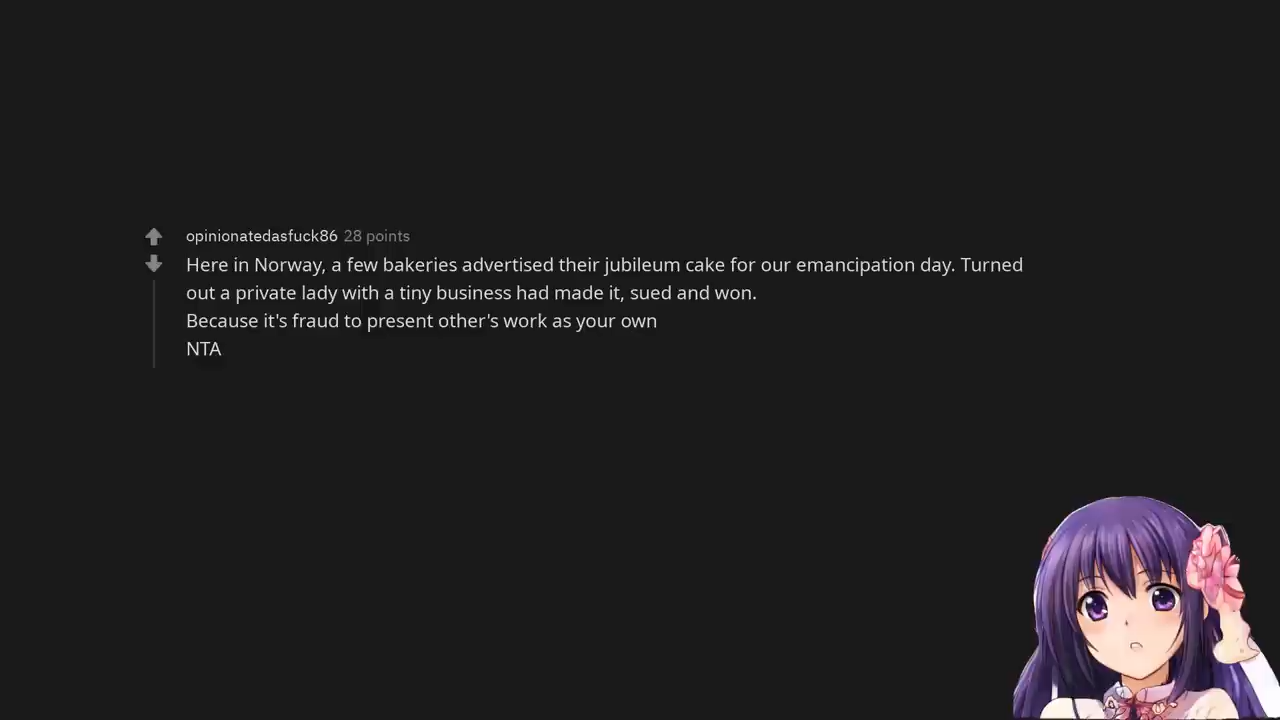 opinionatedasfuck86 28 points
Here in Norway, a few bakeries advertised their jubileum cake for our emancipation day. Turned
out a private lady with a tiny business had made it, sued and won.
Because it's fraud to present other's work as your own
NTA